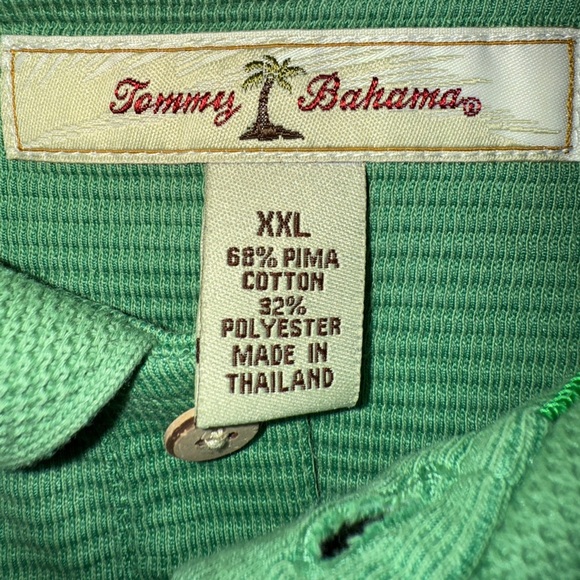 Tommy Bahama®
XXL
68% PIMA
COTTON
32%
POLYESTER
MADE IN
THAILAND